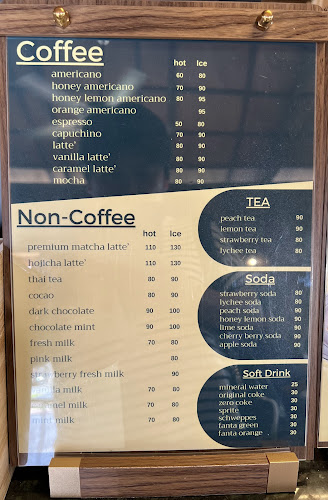 Coffee hot Ice
americano 60 80
honey americano 70 90
honey lemon americano 80 95
orange americano 95
espresso 50 80
capuchino 70 90
latte' 80 90
vanilla latte' 80 90
caramel latte' 80 90
mocha 80 90
Non-Coffee
hot Ice
premium matcha latte' 110 130
hojicha latte' 110 130
thai tea 80 90
cocao 80 90
dark chocolate 90 100
chocolate mint 90 100
fresh milk 70 80
pink milk 80
strawberry fresh milk 90
milk 70 80
caramel milk 70 80
mint milk 70 80
TEA
peach tea 90
lemon tea 90
strawberry tea 80
lychee tea 80
Soda
strawberry soda 80
lychee soda 80
peach soda 90
honey lemon soda 90
lime soda 90
cherry berry soda 90
apple soda 90
Soft Drink
mineral water 25
original coke 30
zero coke 30
sprite 30
schweppes 30
fanta green 30
fanta orange 30